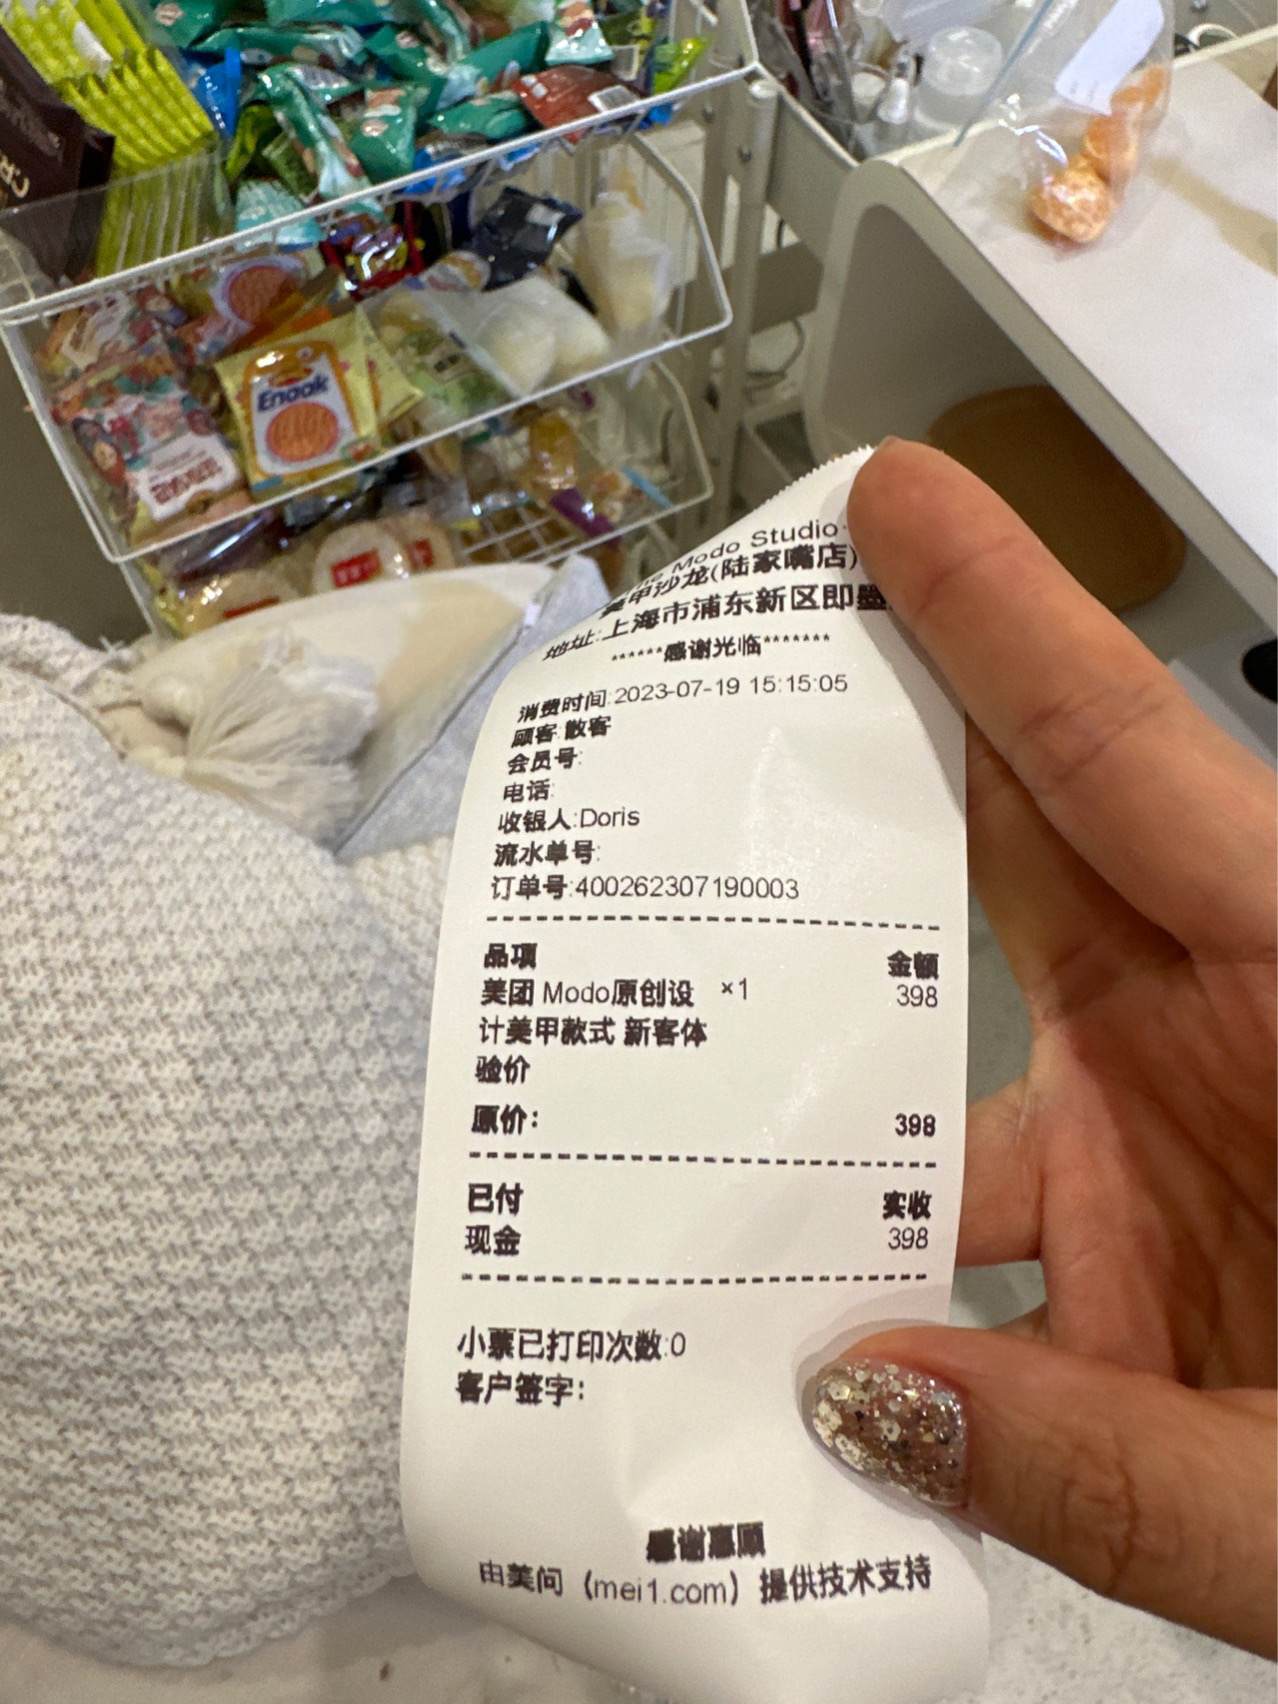 Enaak
Modo Studio
美甲沙龙(陆家嘴店)
地址:上海市浦东新区即墨
******感谢光临*******
消费时间:2023-07-19 15:15:05
顾客:散客
会员号:
电话:
收银人:Doris
流水单号:
订单号:400262307190003
品项 金额
美团 Modo原创设 ×1 398
计美甲款式 新客体
验价
原价: 398
已付 实收
现金 398
小票已打印次数:0
客户签字:
感谢惠顾
由美问（mei1.com）提供技术支持